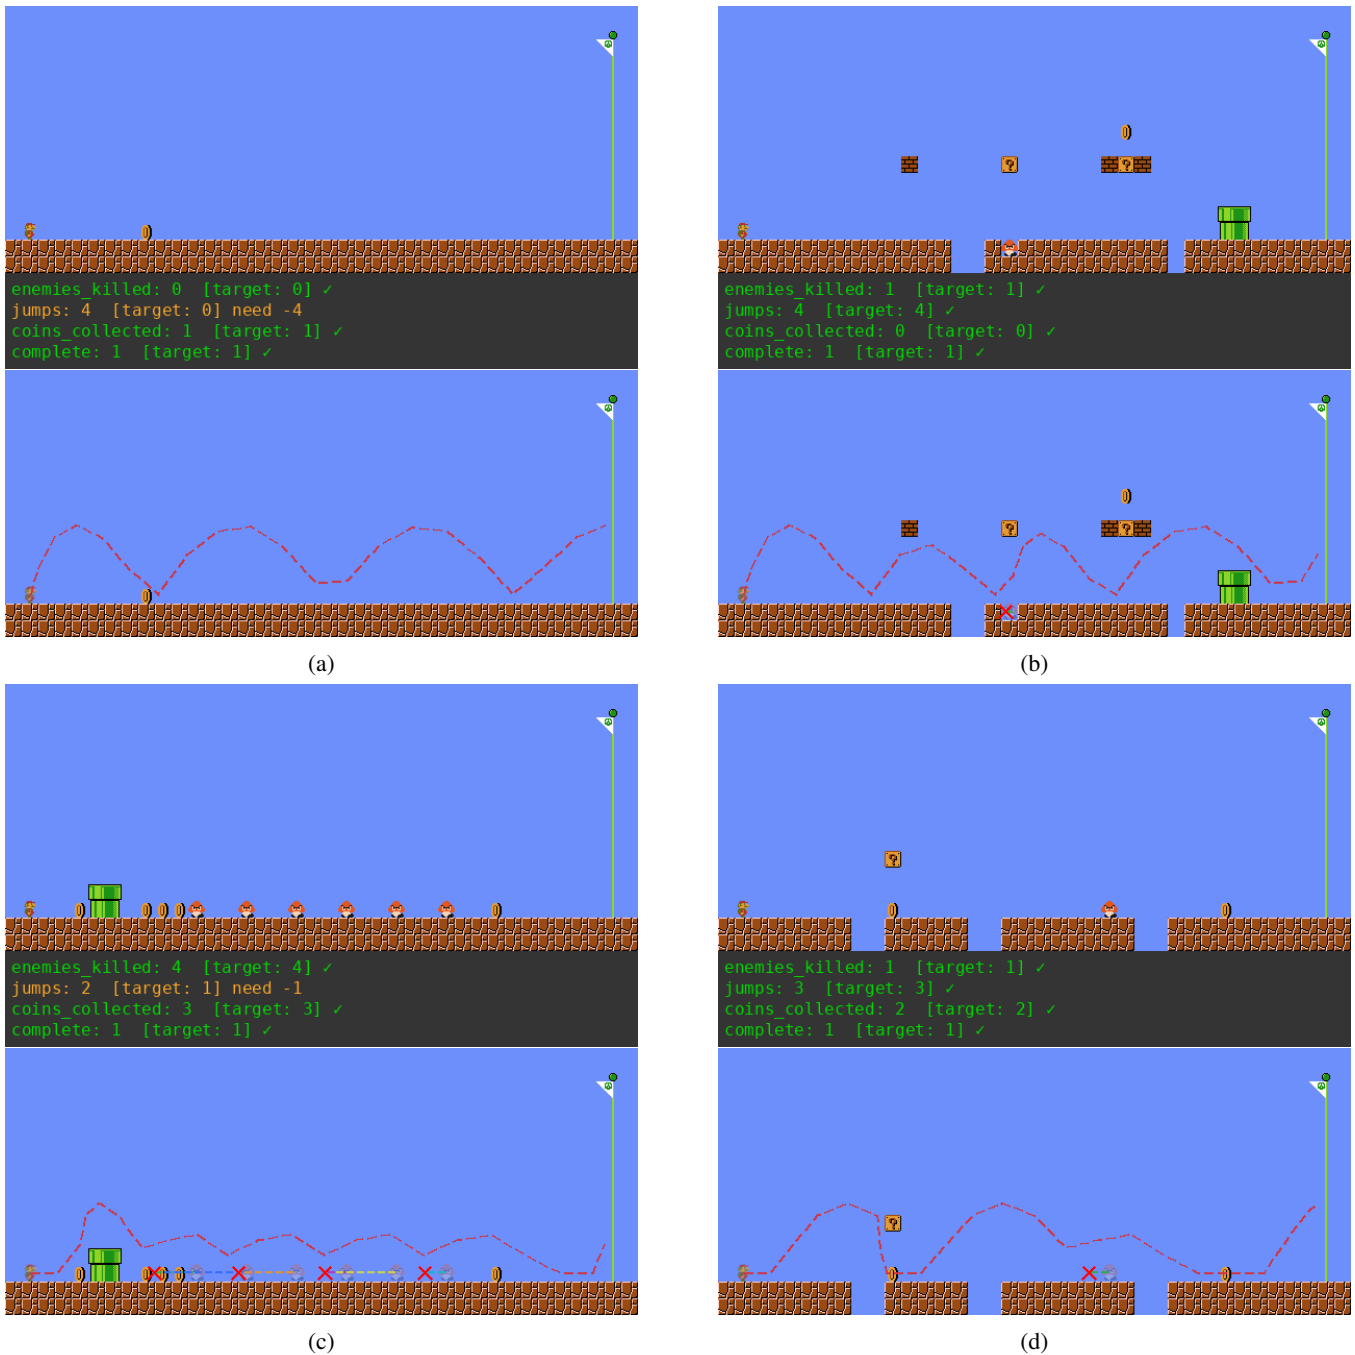 enemies_killed: 0 [target: 0] ✓
jumps: 4 [target: 0] need -4
coins_collected: 1 [target: 1] ✓
complete: 1 [target: 1] ✓
(a)
?
?
enemies_killed: 1 [target: 1] ✓
jumps: 4 [target: 4] ✓
coins_collected: 0 [target: 0] ✓
complete: 1 [target: 1] ✓
?
?
(b)
enemies_killed: 4 [target: 4] ✓
jumps: 2 [target: 1] need -1
coins_collected: 3 [target: 3] ✓
complete: 1 [target: 1] ✓
(c)
?
enemies_killed: 1 [target: 1] ✓
jumps: 3 [target: 3] ✓
coins_collected: 2 [target: 2] ✓
complete: 1 [target: 1] ✓
?
(d)